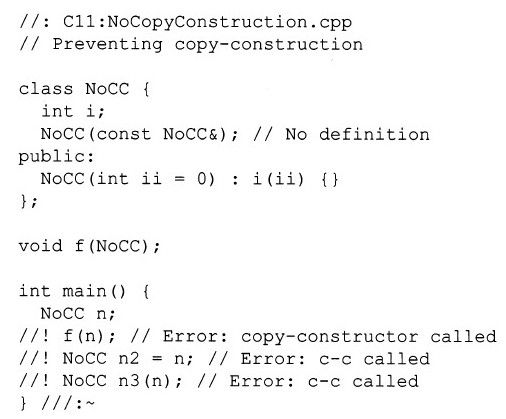 //: C11:NoCopyConstruction.cpp
// Preventing copy-construction

class NoCC {
  int i;
  NoCC(const NoCC&); // No definition
public:
  NoCC(int ii = 0) : i(ii) {}
};

void f(NoCC);

int main() {
  NoCC n;
//! f(n); // Error: copy-constructor called
//! NoCC n2 = n; // Error: c-c called
//! NoCC n3(n); // Error: c-c called
} ///:~